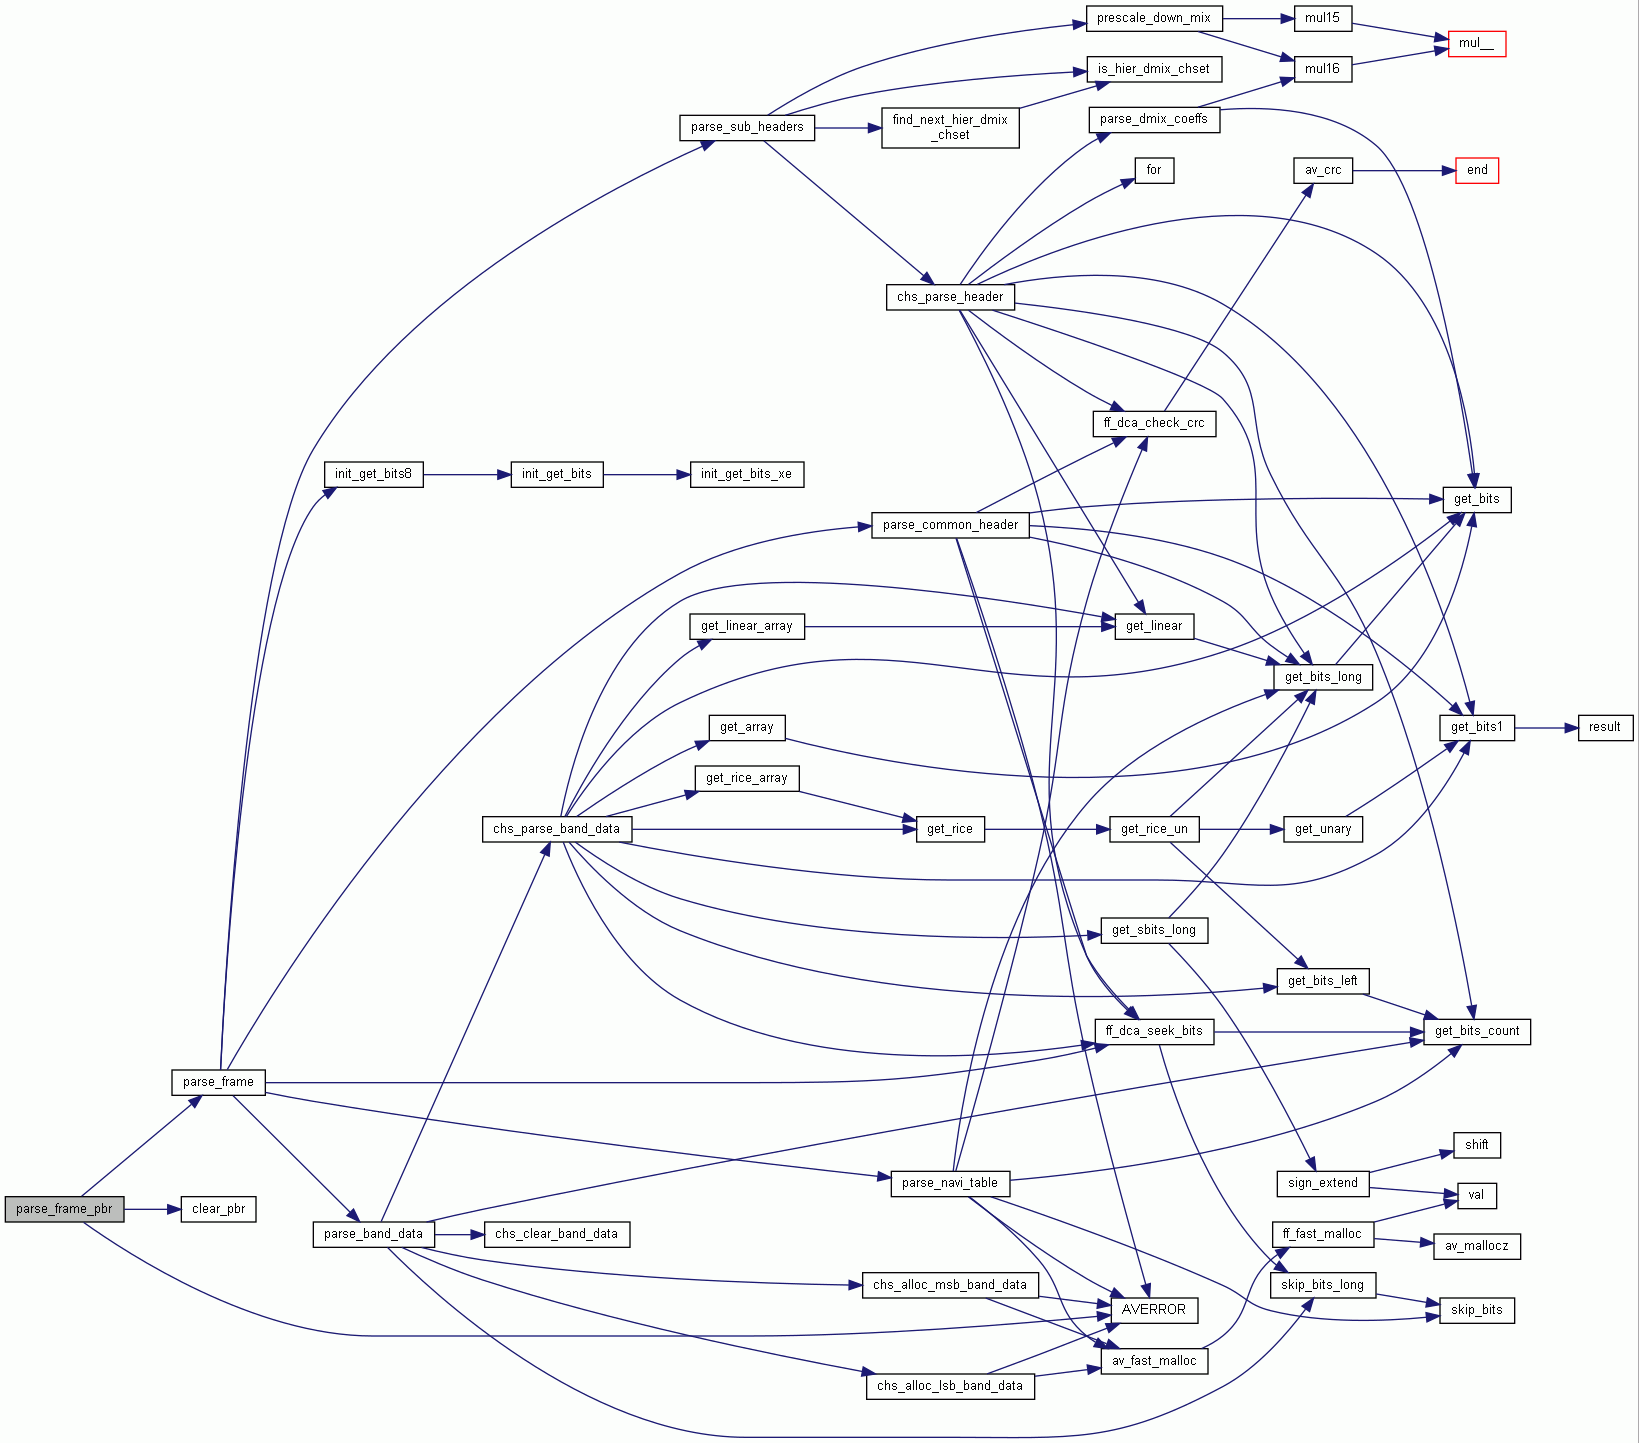 prescale_down_mix
mul15
mul__
is_hier_dmix_chset
mul16
parse_sub_headers
find_next_hier_dmix
_chset
parse_dmix_coeffs
for
av_crc
end
chs_parse_header
ff_dca_check_crc
init_get_bits8
init_get_bits
init_get_bits_xe
get_bits
parse_common_header
get_linear_array
get_linear
get_bits_long
get_array
get_bits1
result
get_rice_array
chs_parse_band_data
get_rice
get_rice_un
get_unary
get_sbits_long
get_bits_left
ff_dca_seek_bits
get_bits_count
parse_frame
shift
parse_navi_table
sign_extend
val
parse_frame_pbr
clear_pbr
parse_band_data
chs_clear_band_data
ff_fast_malloc
av_mallocz
chs_alloc_msb_band_data
skip_bits_long
AVERROR
skip_bits
av_fast_malloc
chs_alloc_lsb_band_data